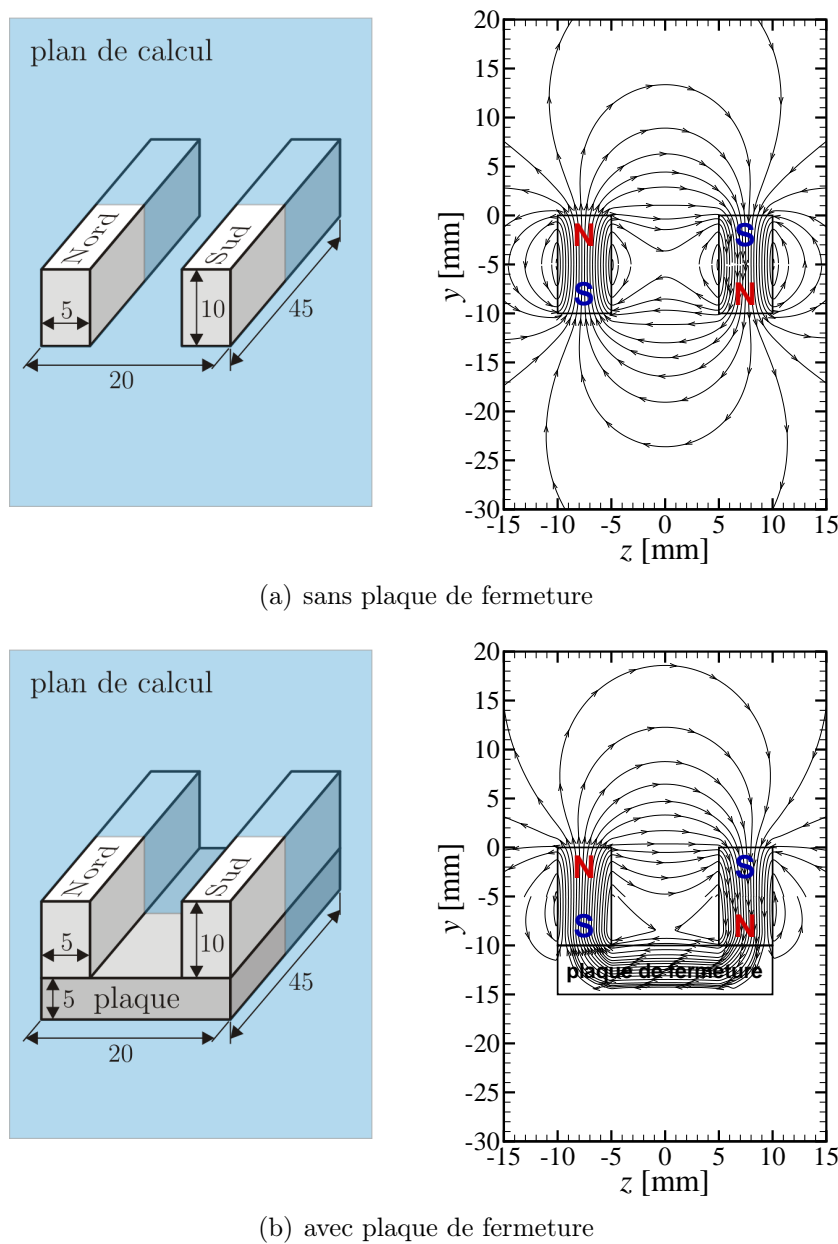 plan de calcul
Nord
Sud
5
10
45
20
20
15
10
5
0
-5
-10
-15
-20
-25
-30
y [mm]
N
S
S
N
-15 -10 -5 0 5 10 15
z [mm]
(a) sans plaque de fermeture
plan de calcul
Nord
Sud
5
10
45
5
plaque
20
20
15
10
5
0
-5
-10
-15
-20
-25
-30
y [mm]
N
S
S
N
plaque de fermeture
-15 -10 -5 0 5 10 15
z [mm]
(b) avec plaque de fermeture